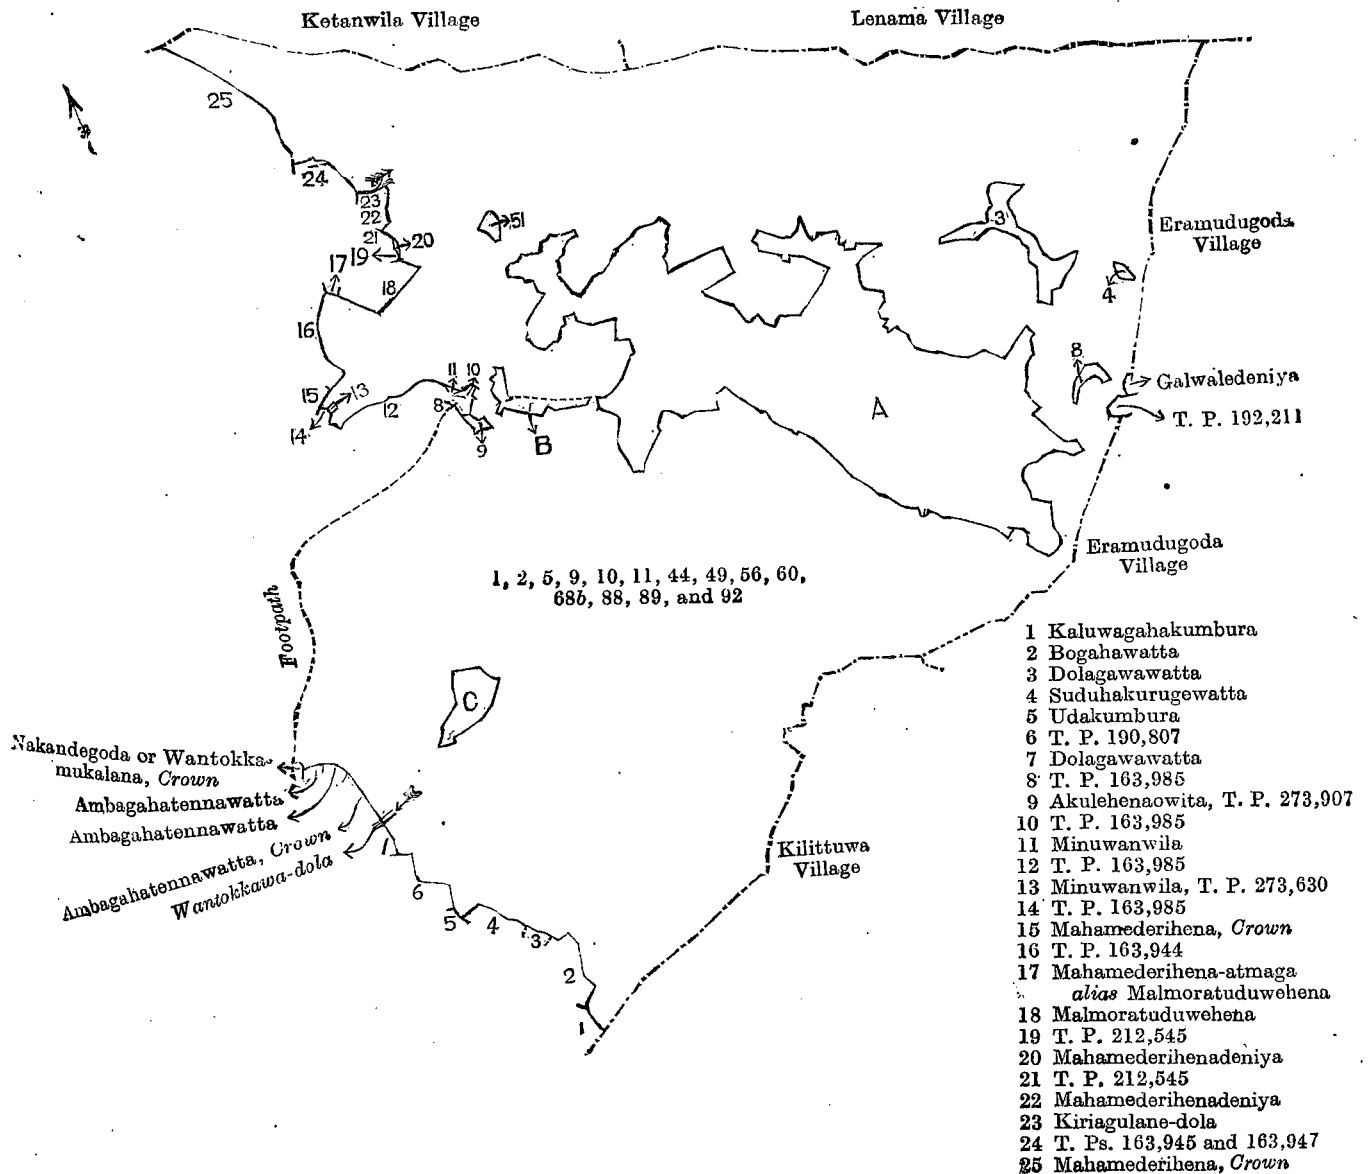 Ketanwila Village
Lenama Village
25
24
23
22
21
20
19
17
18
16
15
13
14
12
11
10
8
9
51
B
A
3
4
8
Eramudugoda
Village
Galwaledeniya
T. P. 192,211
Eramudugoda
Village
1, 2, 5, 9, 10, 11, 44, 49, 56, 60,
68b, 88, 89, and 92
Footpath
C
Nakandegoda or Wantokka-
mukalana, Crown
Ambagahatennawatta
Ambagahatennawatta
Ambagahatennawatta, Crown
Wantokkawa-dola
6
5
4
3
2
1
Kilittuwa
Village
1 Kaluwagahakumbura
2 Bogahawatta
3 Dolagawawatta
4 Suduhakurugewatta
5 Udakumbura
6 T. P. 190,807
7 Dolagawawatta
8 T. P. 163,985
9 Akulehenaowita, T. P. 273,907
10 T. P. 163,985
11 Minuwanwila
12 T. P. 163,985
13 Minuwanwila, T. P. 273,630
14 T. P. 163,985
15 Mahamederihena, Crown
16 T. P. 163,944
17 Mahamederihena-atmaga
alias Malmoratuduwehena
18 Malmoratuduwehena
19 T. P. 212,545
20 Mahamederihenadeniya
21 T. P. 212,545
22 Mahamederihenadeniya
23 Kiriagulane-dola
24 T. Ps. 163,945 and 163,947
25 Mahamederihena, Crown